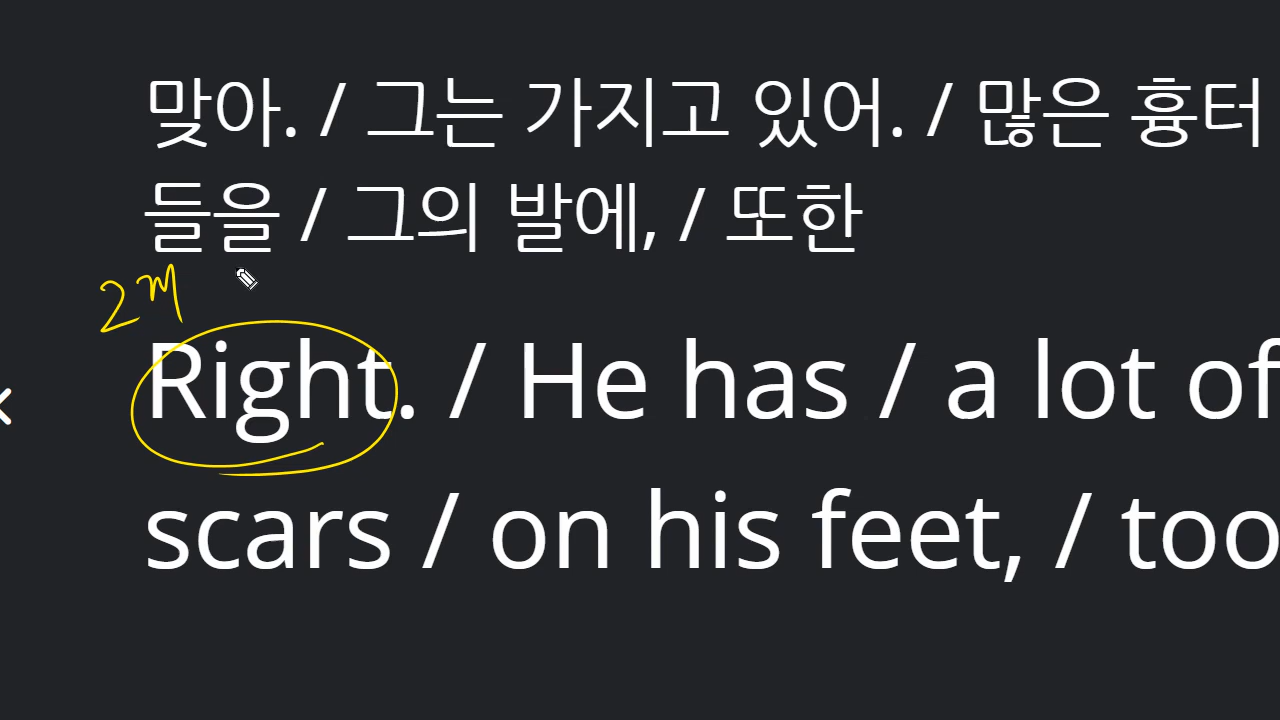 맞아. / 그는 가지고 있어. / 많은 흉터
들을 / 그의 발에, / 또한
2M
Right. / He has / a lot of
scars / on his feet, / too